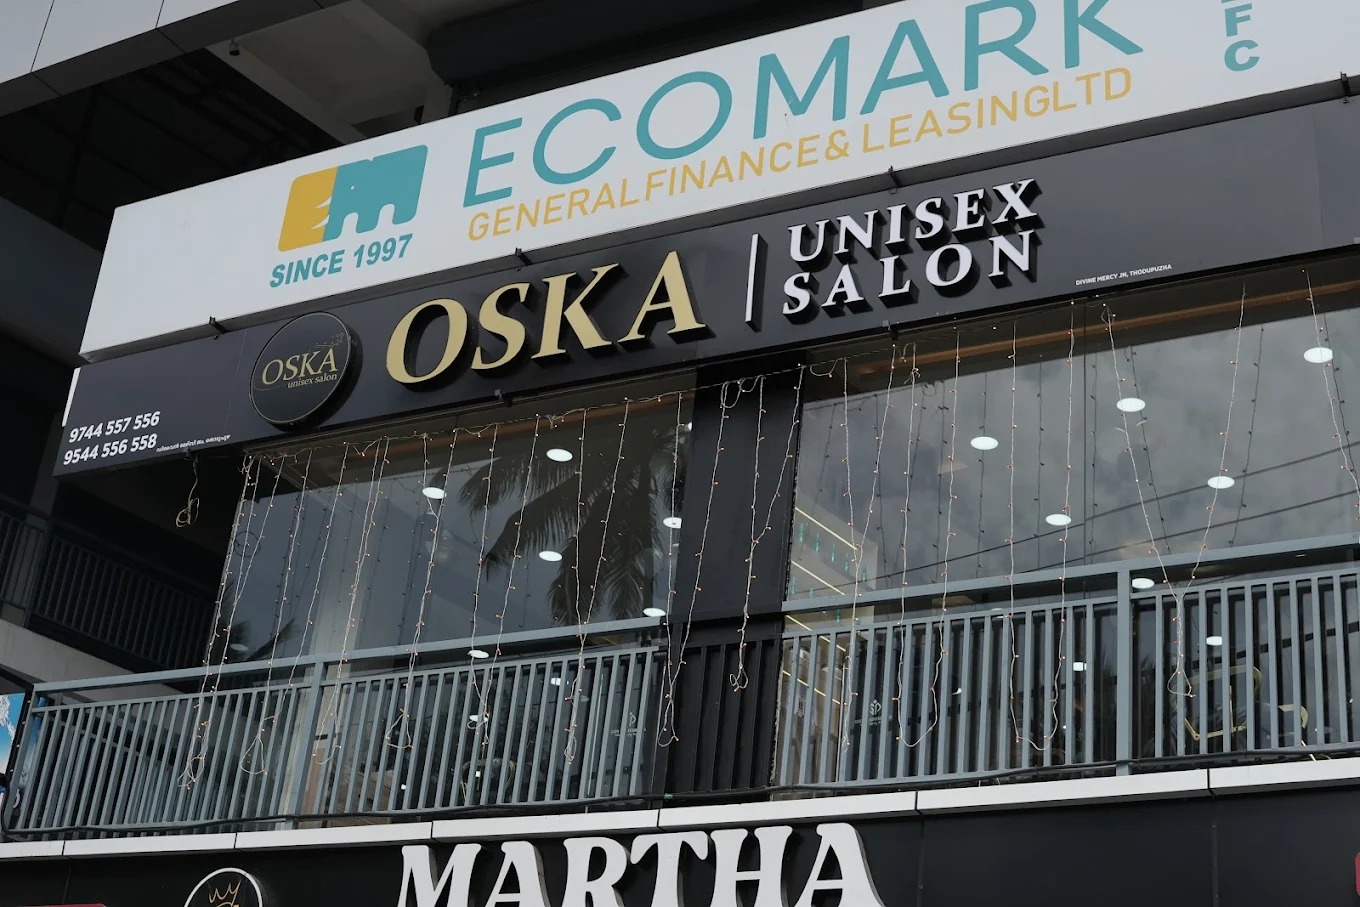 ECOMARK
GENERAL FINANCE & LEASING LTD
F
C
SINCE 1997
OSKA
UNISEX
SALON
DIVINE MERCY JN, THODUPUZHA
OSKA
unisex salon
9744 557 556
9544 556 558
MARTHA